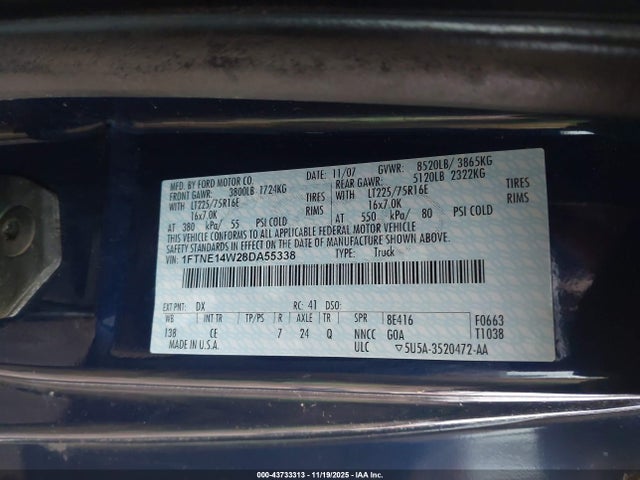 MFD. BY FORD MOTOR CO. 11/07 GVWR: 8520LB/ 3865KG
FRONT GAWR: 3800LB 1724KG REAR GAWR: 5120LB 2322KG
WITH LT225/75R16E TIRES WITH LT225/75R16E TIRES
16x7.0K RIMS 16x7.0K RIMS
AT 380 kPa/ 55 PSI COLD AT 550 kPa/ 80 PSI COLD
THIS VEHICLE CONFORMS TO ALL APPLICABLE FEDERAL MOTOR VEHICLE
SAFETY STANDARDS IN EFFECT ON THE DATE OF MANUFACTURE SHOWN ABOVE.
VIN: 1FTNE14W28DA55338 TYPE: Truck
EXT PNT: DX RC: 41 DSO:
WB INT TR TP/PS R AXLE TR SPR 8E416 F0663
138 CE 7 24 Q NNCC GOA T1038
MADE IN U.S.A. ULC ▽5U5A-3520472-AA
000-43733313 - 11/19/2025 - IAA Inc.